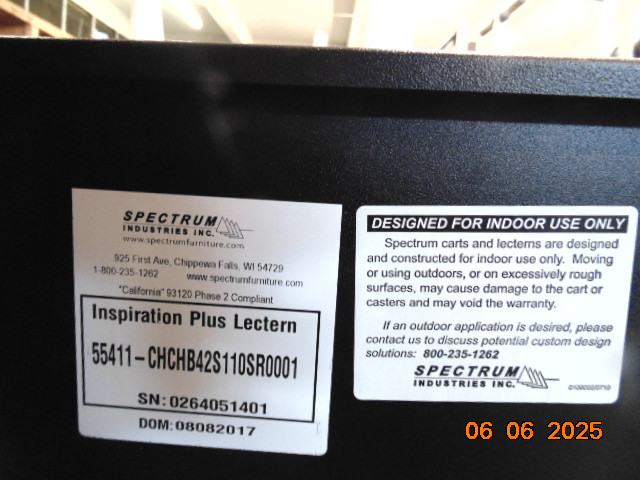 SPECTRUM
INDUSTRIES INC.
www.spectrumfurniture.com
925 First Ave, Chippewa Falls, WI 54729
1-800-235-1262 www.spectrumfurniture.com
"California" 93120 Phase 2 Compliant
Inspiration Plus Lectern
55411-CHCHB42S110SR0001
SN: 0264051401
DOM: 08082017
DESIGNED FOR INDOOR USE ONLY
Spectrum carts and lecterns are designed
and constructed for indoor use only. Moving
or using outdoors, or on excessively rough
surfaces, may cause damage to the cart or
casters and may void the warranty.
If an outdoor application is desired, please
contact us to discuss potential custom design
solutions: 800-235-1262
SPECTRUM
INDUSTRIES INC.
06 06 2025